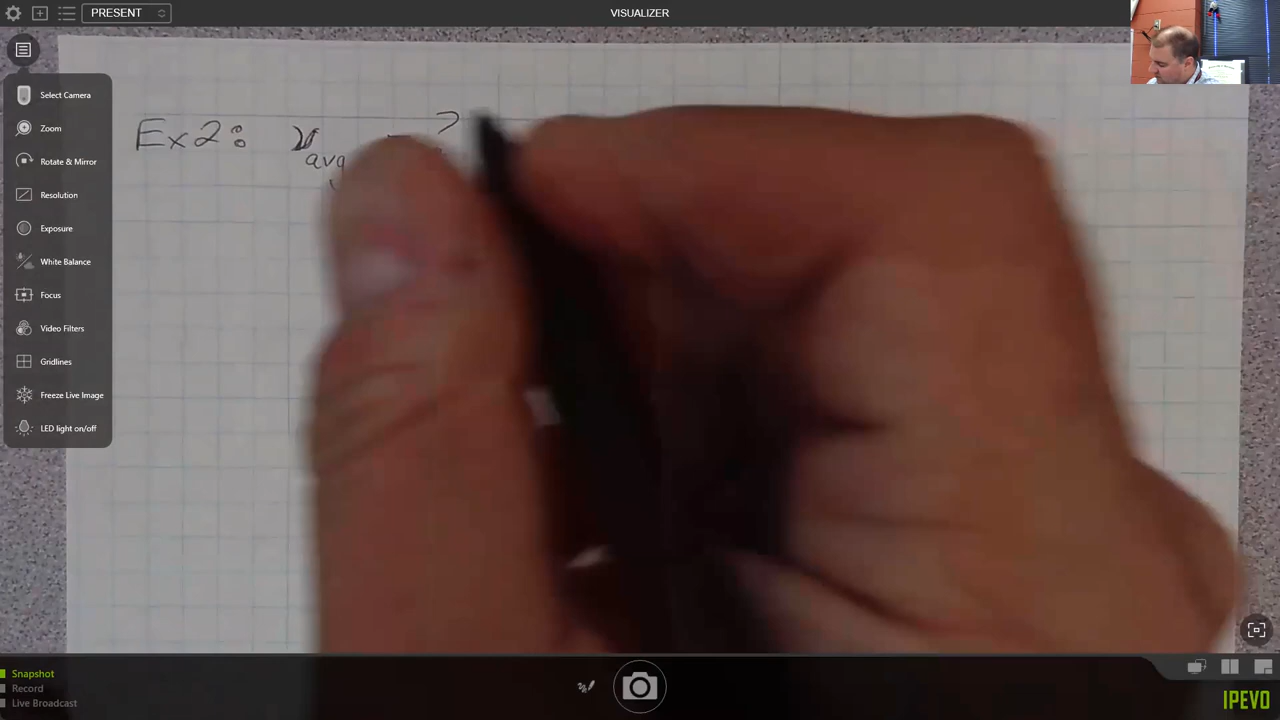 PRESENT
VISUALIZER
Select Camera
Zoom
Rotate & Mirror
Resolution
Exposure
White Balance
Focus
Video Filters
Gridlines
Freeze Live Image
LED light on/off
Ex2: v avg = ?
Snapshot
Record
Live Broadcast
IPEVO